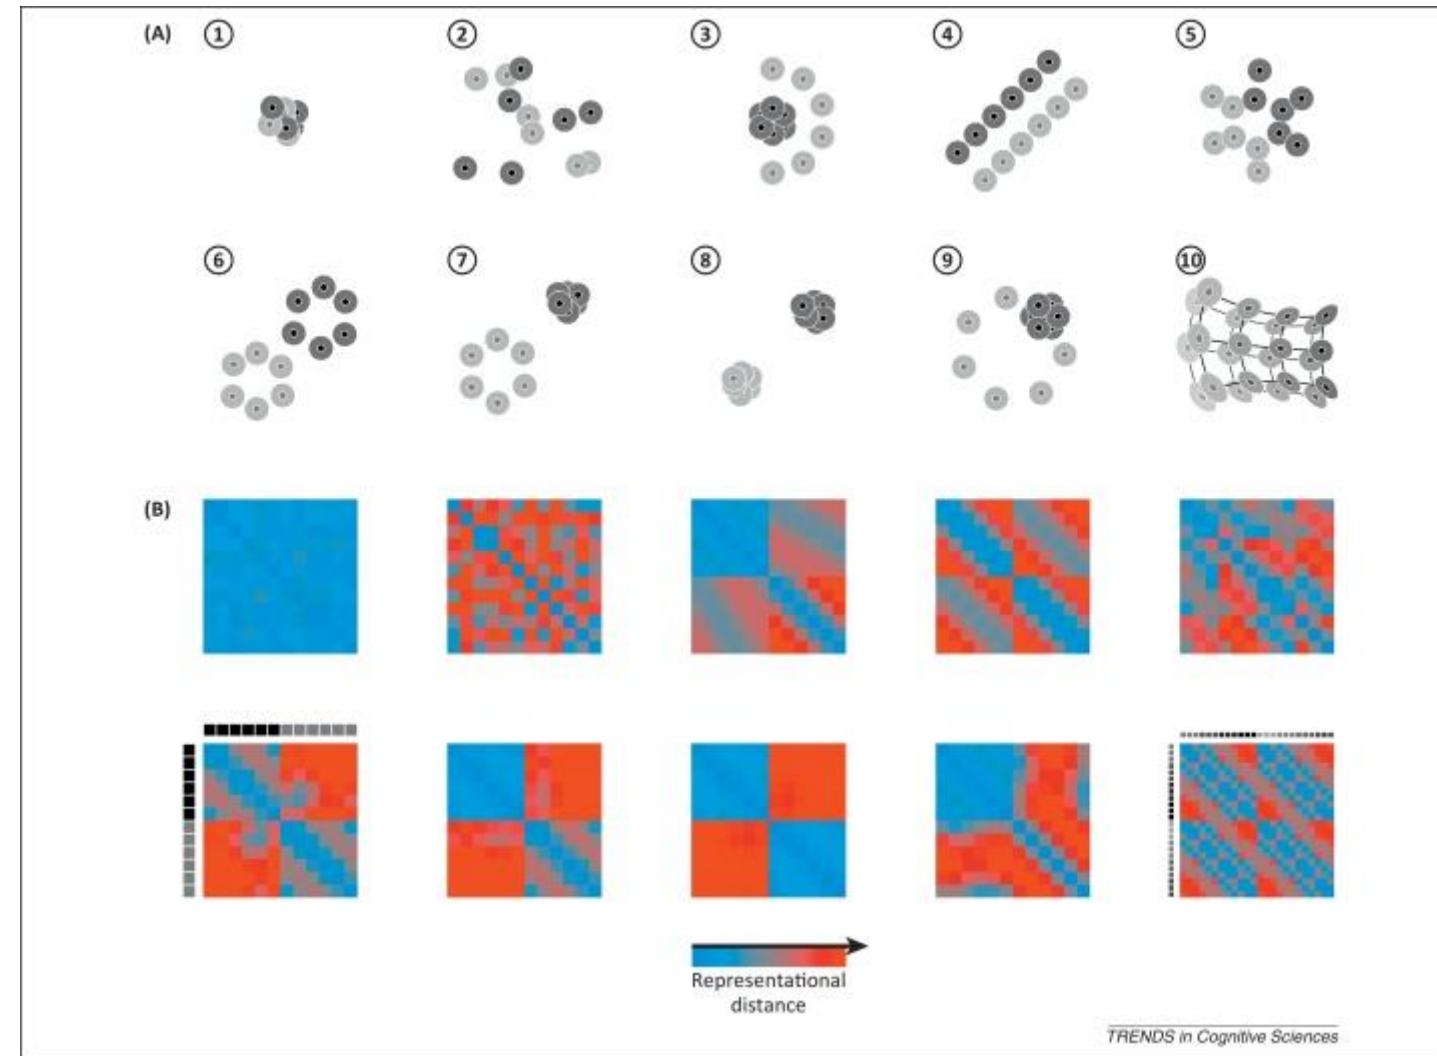 (A) ① ② ③ ④ ⑤
⑥ ⑦ ⑧ ⑨ ⑩
(B)
Representational
distance
TRENDS in Cognitive Sciences